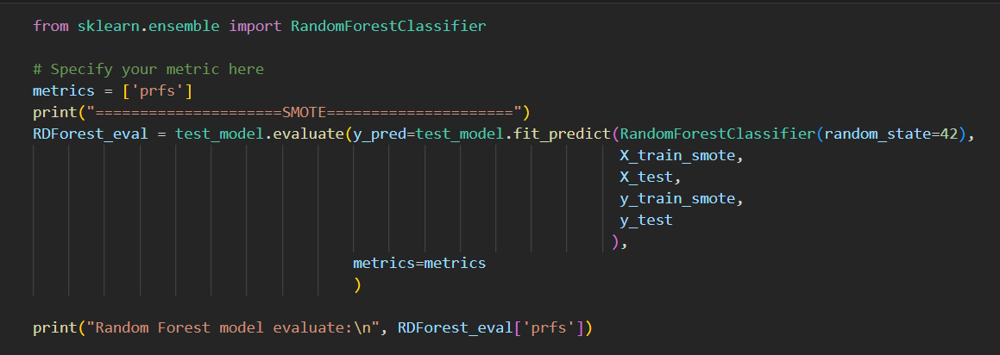 from sklearn.ensemble import RandomForestClassifier
# Specify your metric here
metrics = ['prfs']
print("=====================SMOTE=====================")
RDForest_eval = test_model.evaluate(y_pred=test_model.fit_predict(RandomForestClassifier(random_state=42),
X_train_smote,
X_test,
y_train_smote,
y_test
),
metrics=metrics
)
print("Random Forest model evaluate:\n", RDForest_eval['prfs'])